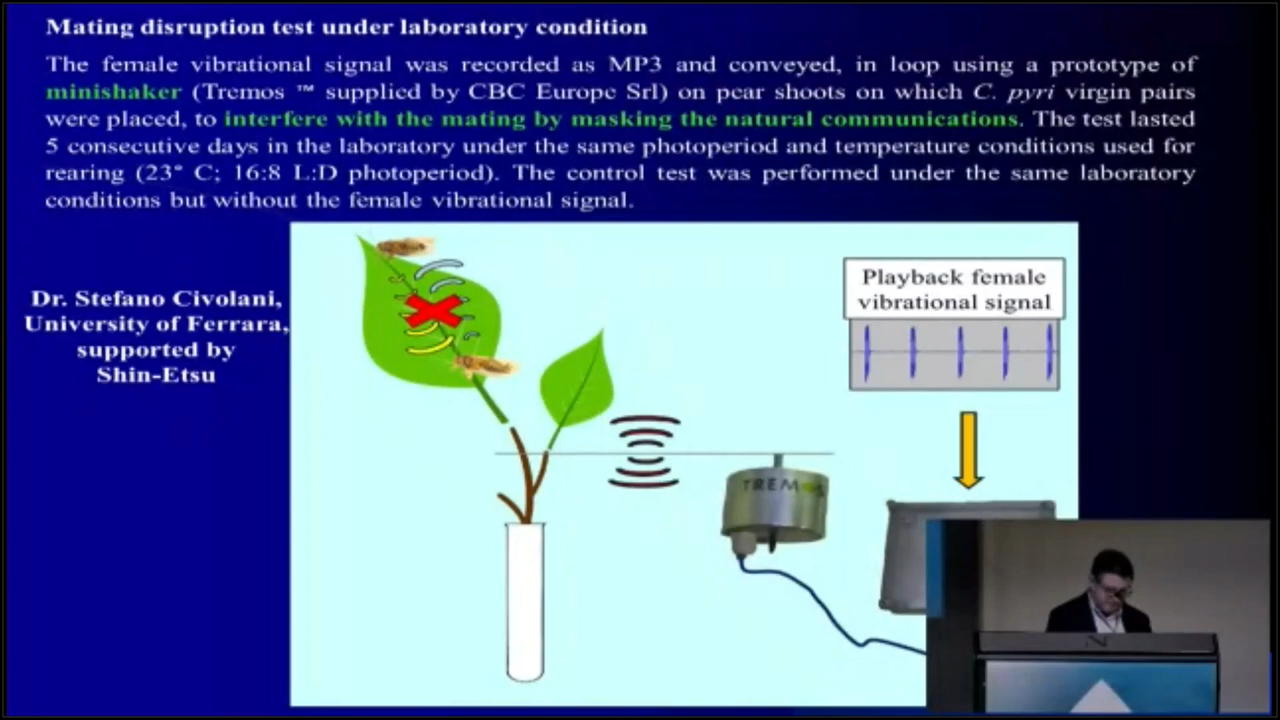 Mating disruption test under laboratory condition
The female vibrational signal was recorded as MP3 and conveyed, in loop using a prototype of
minishaker (Tremos ™ supplied by CBC Europe Srl) on pear shoots on which C. pyri virgin pairs
were placed, to interfere with the mating by masking the natural communications. The test lasted
5 consecutive days in the laboratory under the same photoperiod and temperature conditions used for
rearing (23° C; 16:8 L:D photoperiod). The control test was performed under the same laboratory
conditions but without the female vibrational signal.
Dr. Stefano Civolani,
University of Ferrara,
supported by
Shin-Etsu
Playback female
vibrational signal
TREMOS